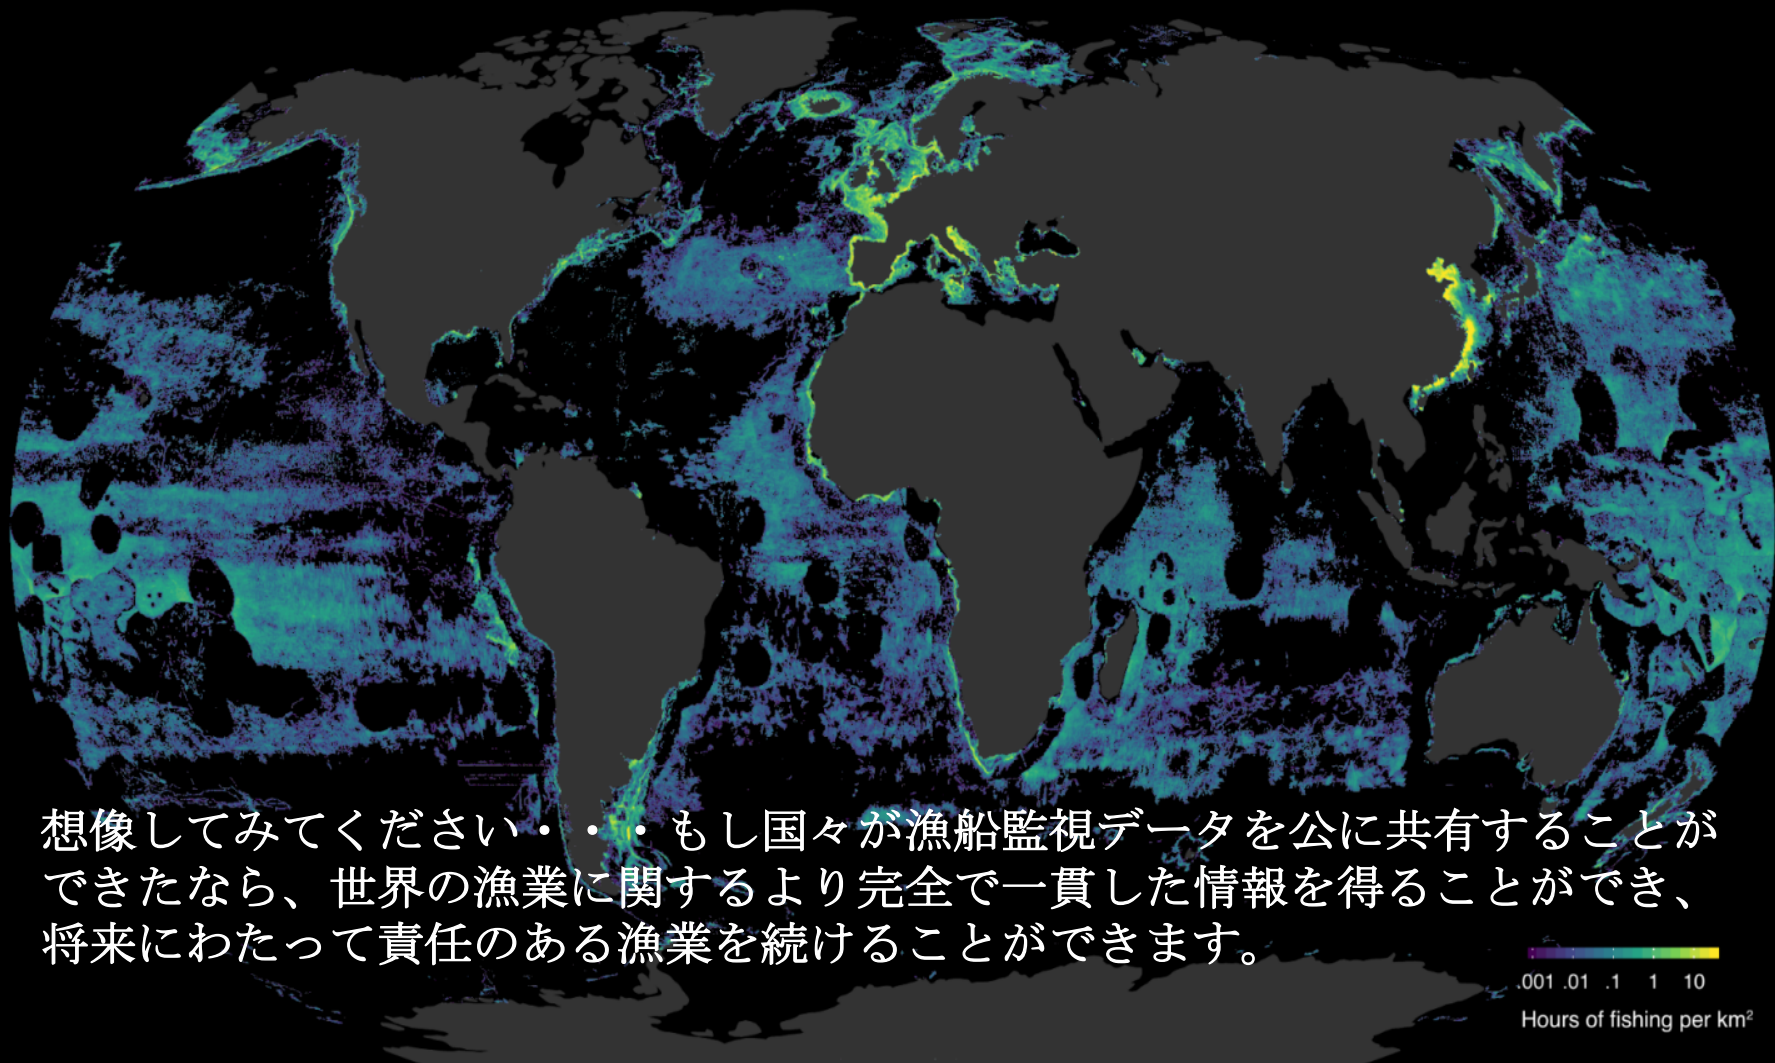 想像してみてください・・・もし国々が漁船監視データを公に共有することが
できたなら、世界の漁業に関するより完全で一貫した情報を得ることができ、
将来にわたって責任のある漁業を続けることができます。
.001 .01 .1 1 10
Hours of fishing per km²